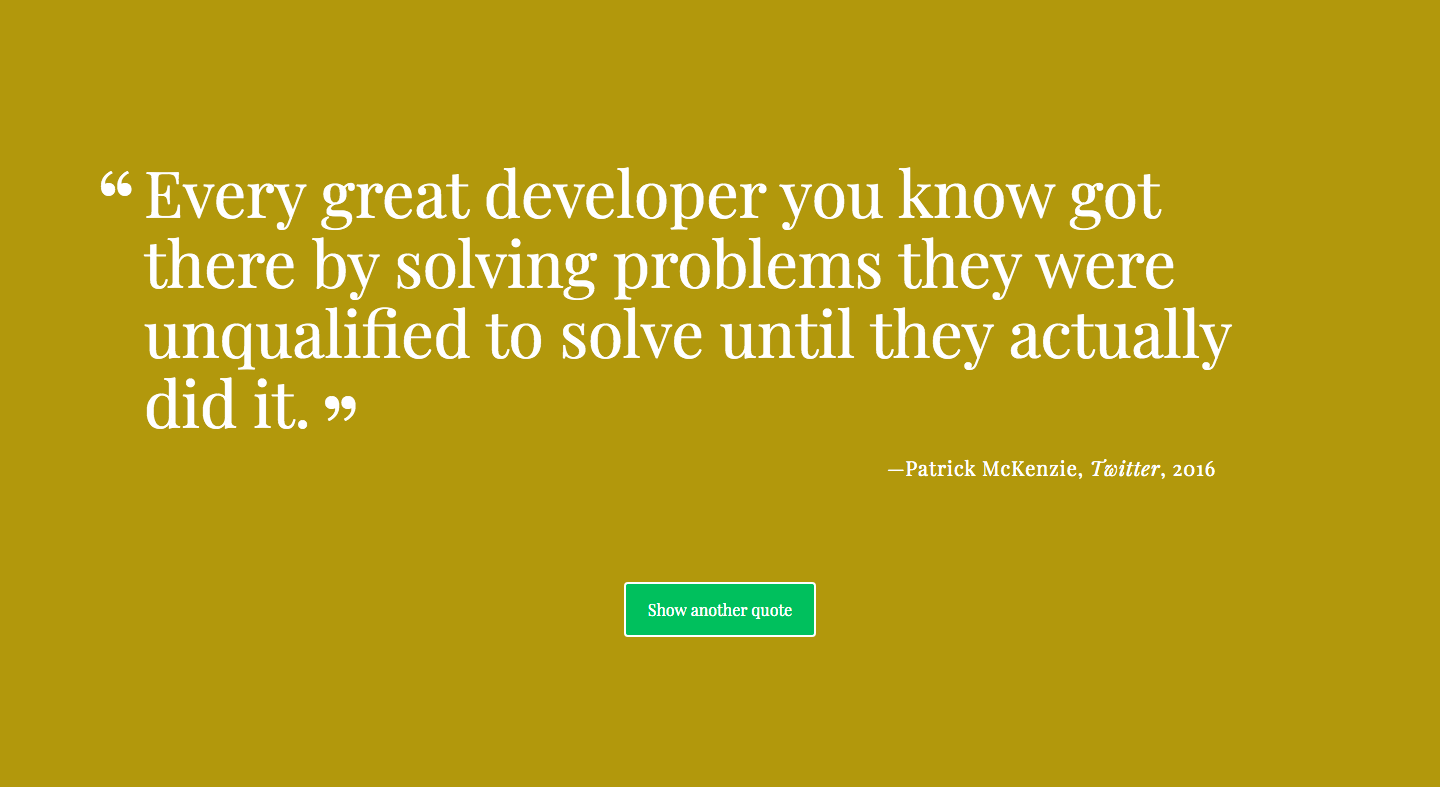 “Every great developer you know got
there by solving problems they were
unqualified to solve until they actually
did it. ”
—Patrick McKenzie, Twitter, 2016
Show another quote